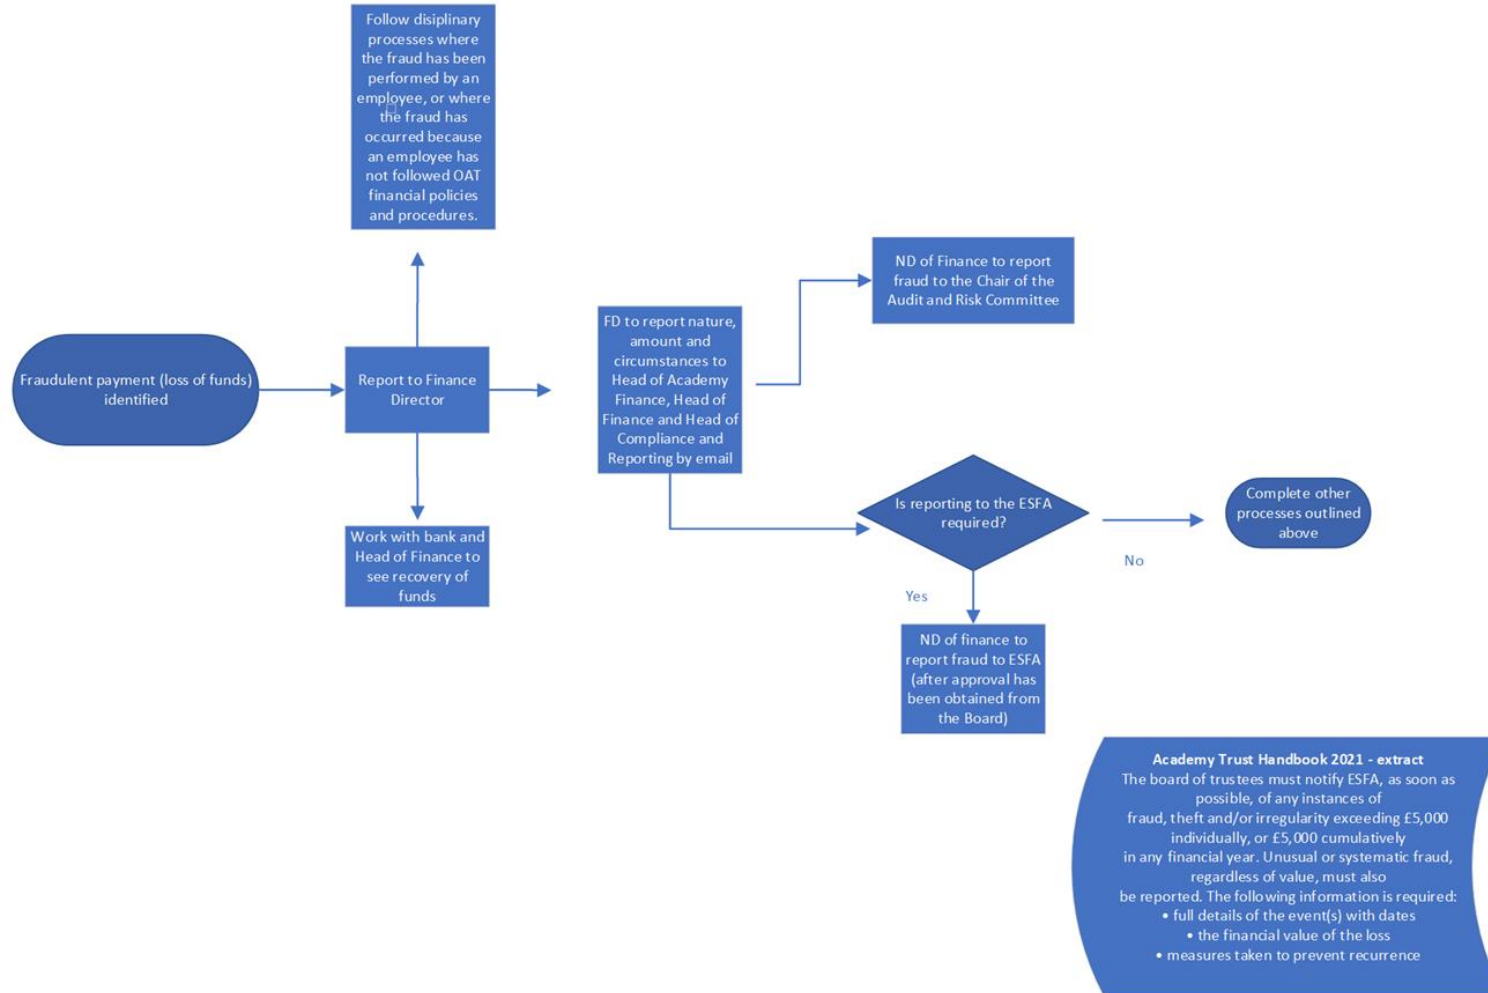 Follow disiplinary
processes where
the fraud has been
performed by an
employee, or where
the fraud has
occurred because
an employee has
not followed OAT
financial policies
and procedures.
Fraudulent payment (loss of funds)
identified
Report to Finance
Director
Work with bank and
Head of Finance to
see recovery of
funds
FD to report nature,
amount and
circumstances to
Head of Academy
Finance, Head of
Finance and Head of
Compliance and
Reporting by email
ND of Finance to report
fraud to the Chair of the
Audit and Risk Committee
Is reporting to the ESFA
required?
No
Complete other
processes outlined
above
Yes
ND of finance to
report fraud to ESFA
(after approval has
been obtained from
the Board)
Academy Trust Handbook 2021 - extract
The board of trustees must notify ESFA, as soon as
possible, of any instances of
fraud, theft and/or irregularity exceeding £5,000
individually, or £5,000 cumulatively
in any financial year. Unusual or systematic fraud,
regardless of value, must also
be reported. The following information is required:
• full details of the event(s) with dates
• the financial value of the loss
• measures taken to prevent recurrence